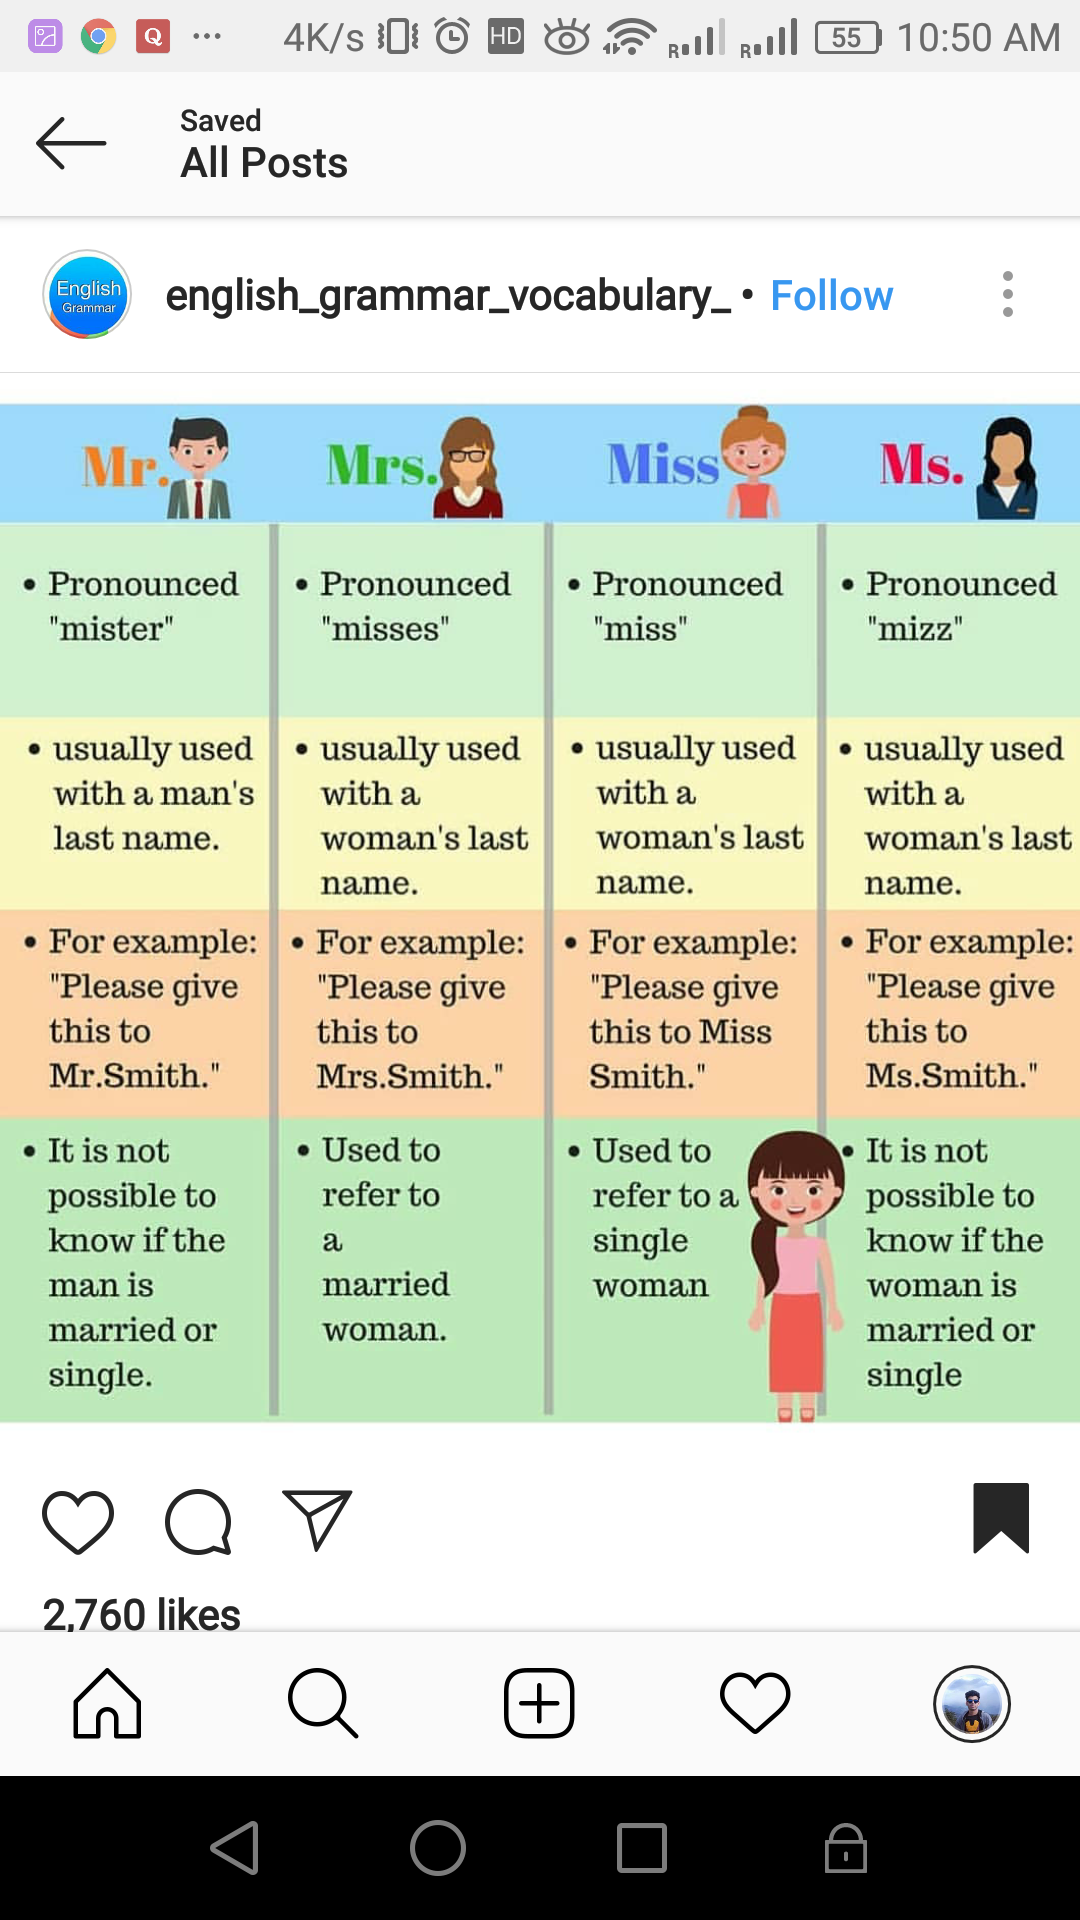 4K/s HD 55 10:50 AM
Saved
All Posts
English
Grammar
english_grammar_vocabulary_ • Follow
Mr. Mrs. Miss Ms.
• Pronounced
"mister"
• Pronounced
"misses"
• Pronounced
"miss"
• Pronounced
"mizz"
• usually used
with a man's
last name.
• usually used
with a
woman's last
name.
• usually used
with a
woman's last
name.
• usually used
with a
woman's last
name.
• For example:
"Please give
this to
Mr.Smith."
• For example:
"Please give
this to
Mrs.Smith."
• For example:
"Please give
this to Miss
Smith."
• For example:
"Please give
this to
Ms.Smith."
• It is not
possible to
know if the
man is
married or
single.
• Used to
refer to
a
married
woman.
• Used to
refer to a
single
woman
• It is not
possible to
know if the
woman is
married or
single
2,760 likes